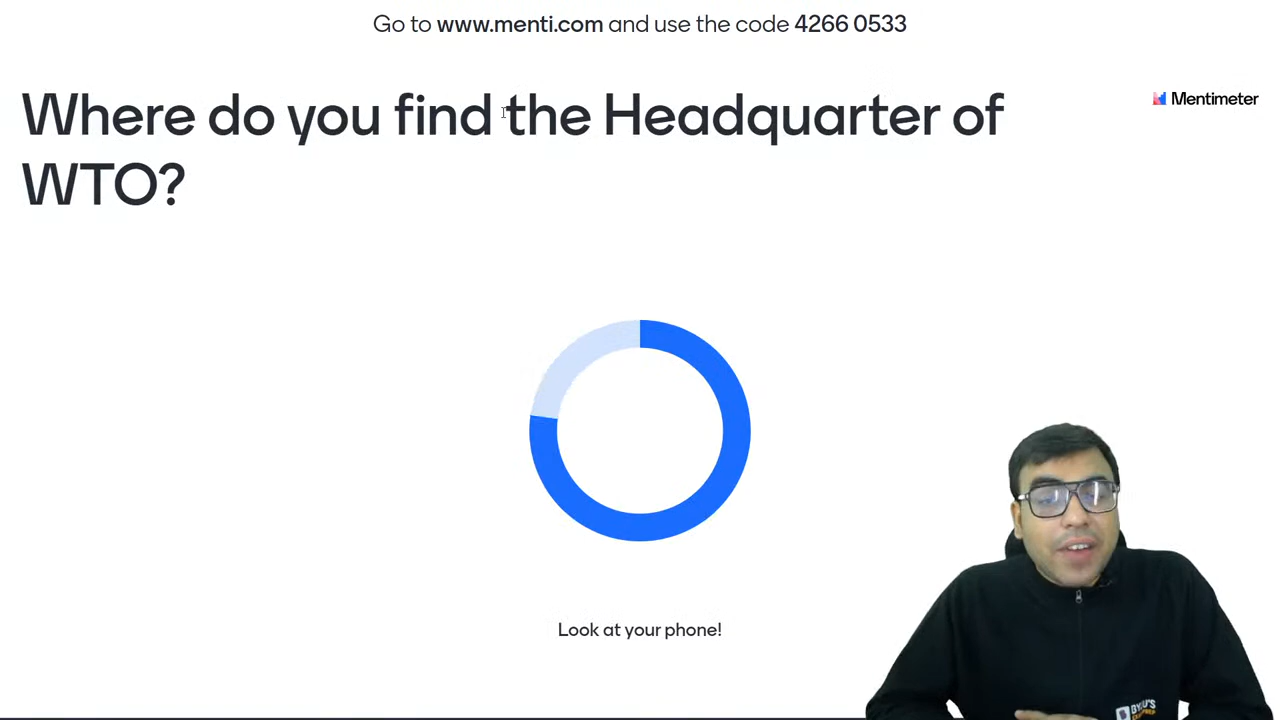 Go to www.menti.com and use the code 4266 0533
Where do you find the Headquarter of
WTO?
Mentimeter
Look at your phone!